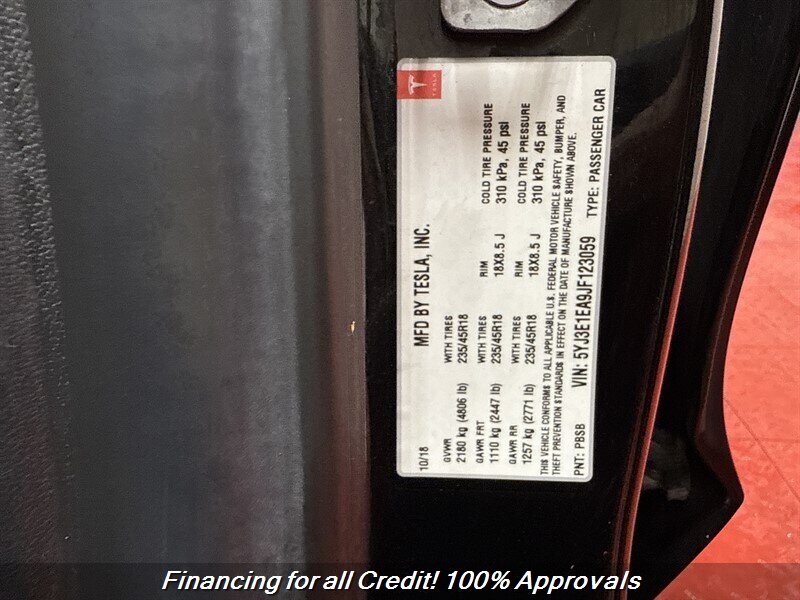 TESLA
MFD BY TESLA, INC.
10/18
GVWR WITH TIRES RIM COLD TIRE PRESSURE
2180 kg (4806 lb) 235/45R18 18X8.5 J 310 kPa, 45 psi
GAWR FRT WITH TIRES RIM COLD TIRE PRESSURE
1110 kg (2447 lb) 235/45R18 18X8.5 J 310 kPa, 45 psi
GAWR RR WITH TIRES
1257 kg (2771 lb) 235/45R18
THIS VEHICLE CONFORMS TO ALL APPLICABLE U.S. FEDERAL MOTOR VEHICLE SAFETY, BUMPER, AND
THEFT PREVENTION STANDARDS IN EFFECT ON THE DATE OF MANUFACTURE SHOWN ABOVE.
PNT: PBSB VIN: 5YJ3E1EA9JF123059 TYPE: PASSENGER CAR
Financing for all Credit! 100% Approvals